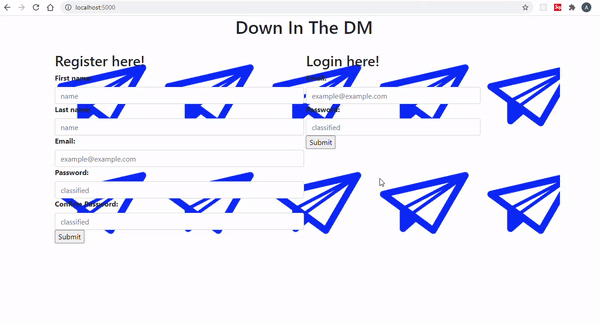 localhost:5000
Down In The DM
Register here!
First name:
name
Last name:
name
Email:
example@example.com
Password:
classified
Confirm Password:
classified
Submit
Login here!
Email:
example@example.com
Password:
classified
Submit